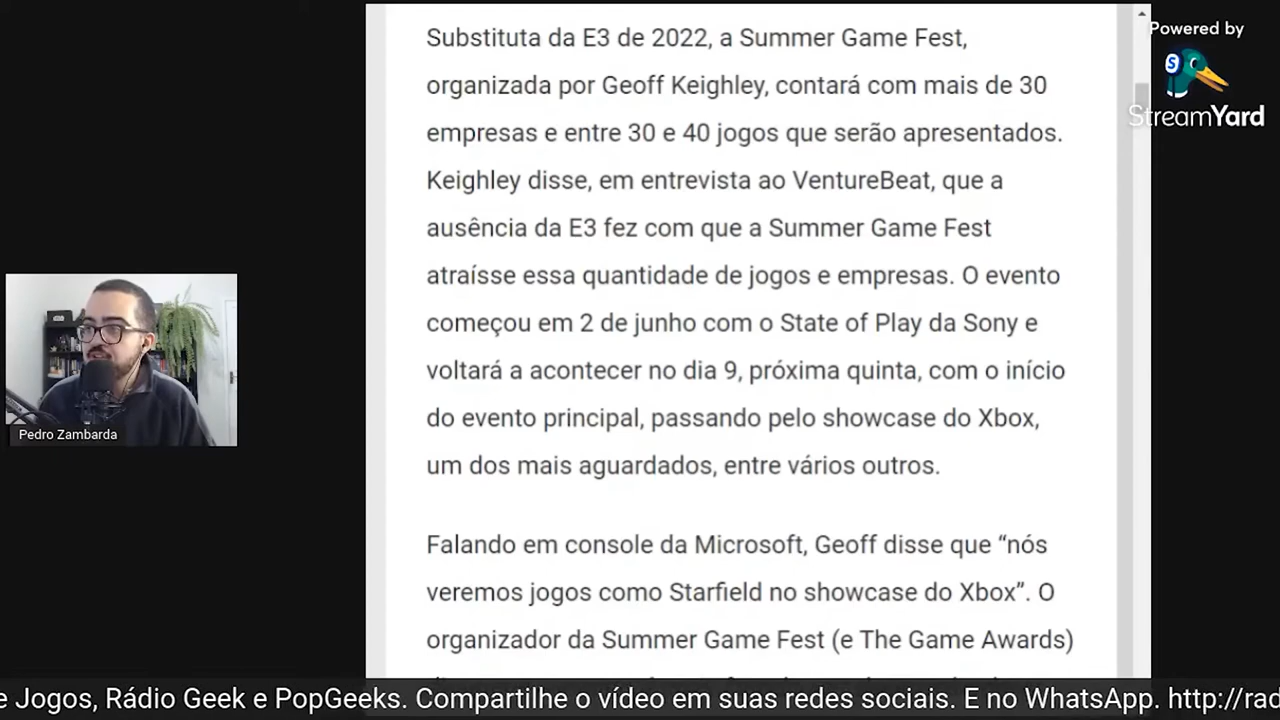 Substituta da E3 de 2022, a Summer Game Fest,
organizada por Geoff Keighley, contará com mais de 30
empresas e entre 30 e 40 jogos que serão apresentados.
Keighley disse, em entrevista ao VentureBeat, que a
ausência da E3 fez com que a Summer Game Fest
atraísse essa quantidade de jogos e empresas. O evento
começou em 2 de junho com o State of Play da Sony e
voltará a acontecer no dia 9, próxima quinta, com o início
do evento principal, passando pelo showcase do Xbox,
um dos mais aguardados, entre vários outros.
Falando em console da Microsoft, Geoff disse que “nós
veremos jogos como Starfield no showcase do Xbox”. O
organizador da Summer Game Fest (e The Game Awards)
Powered by
S
StreamYard
Pedro Zambarda
e Jogos, Rádio Geek e PopGeeks. Compartilhe o vídeo em suas redes sociais. E no WhatsApp. http://rad